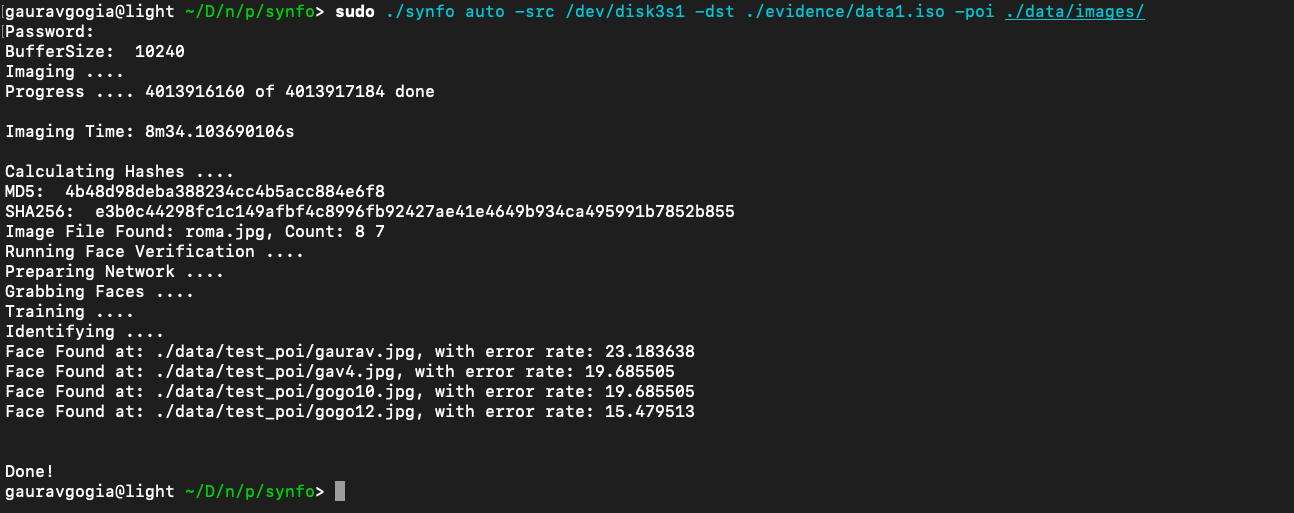 gauravgogia@light ~/D/n/p/synfo> sudo ./synfo auto -src /dev/disk3s1 -dst ./evidence/data1.iso -poi ./data/images/
Password:
BufferSize:  10240
Imaging ....
Progress .... 4013916160 of 4013917184 done

Imaging Time: 8m34.103690106s

Calculating Hashes ....
MD5:  4b48d98deba388234cc4b5acc884e6f8
SHA256:  e3b0c44298fc1c149afbf4c8996fb92427ae41e4649b934ca495991b7852b855
Image File Found: roma.jpg, Count: 8 7
Running Face Verification ....
Preparing Network ....
Grabbing Faces ....
Training ....
Identifying ....
Face Found at: ./data/test_poi/gaurav.jpg, with error rate: 23.183638
Face Found at: ./data/test_poi/gav4.jpg, with error rate: 19.685505
Face Found at: ./data/test_poi/gogo10.jpg, with error rate: 19.685505
Face Found at: ./data/test_poi/gogo12.jpg, with error rate: 15.479513

Done!
gauravgogia@light ~/D/n/p/synfo>